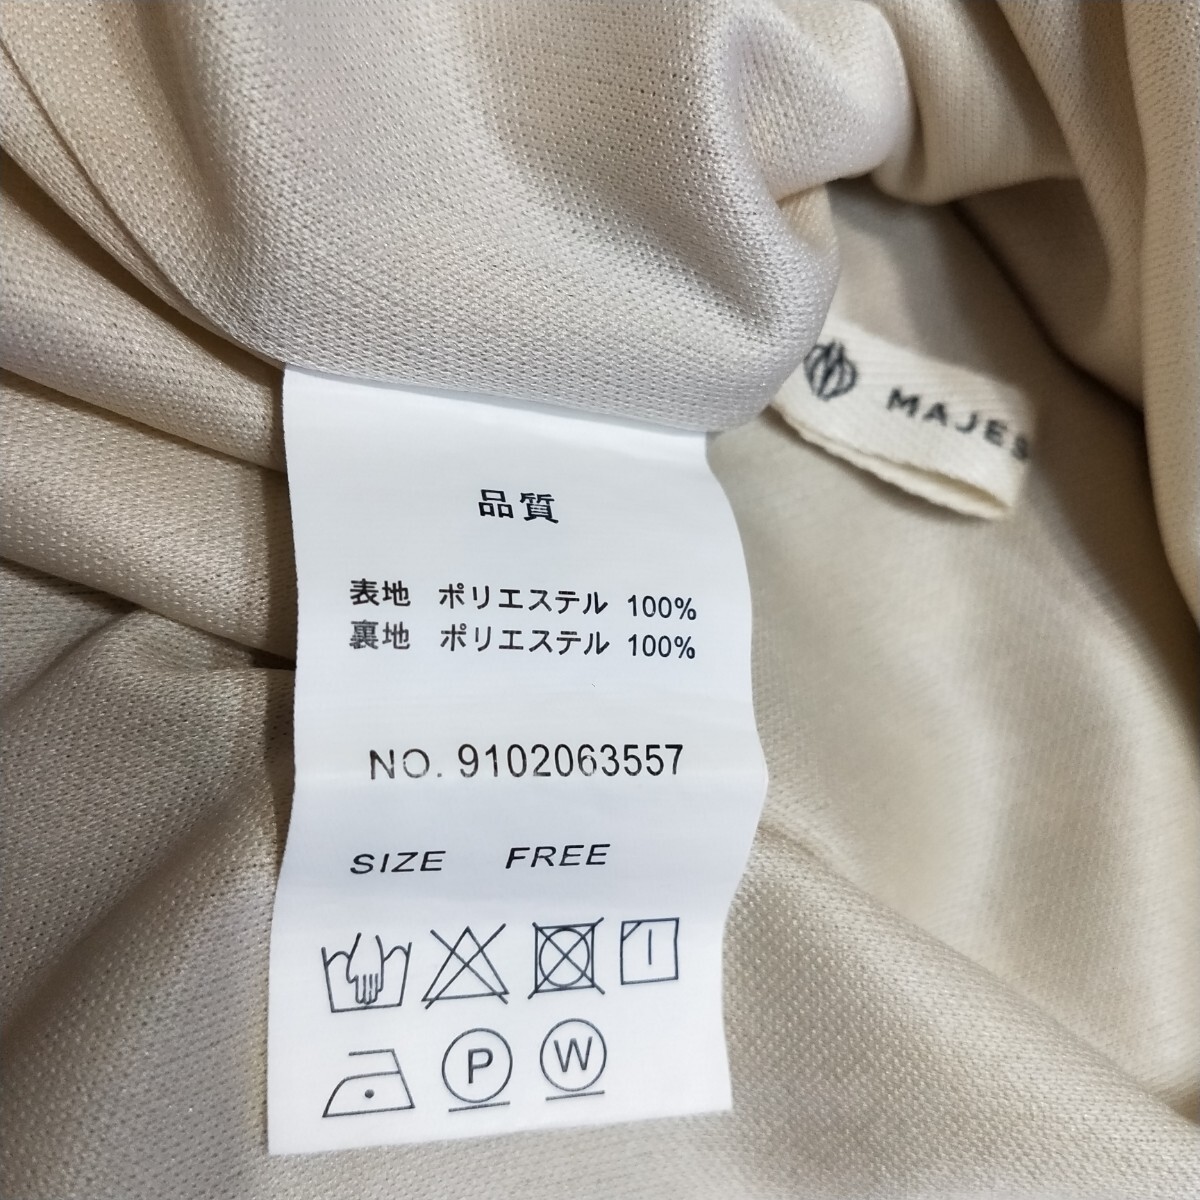 品質
表地 ポリエステル 100%
裏地 ポリエステル 100%
NO. 9102063557
SIZE FREE
P W
MAJES